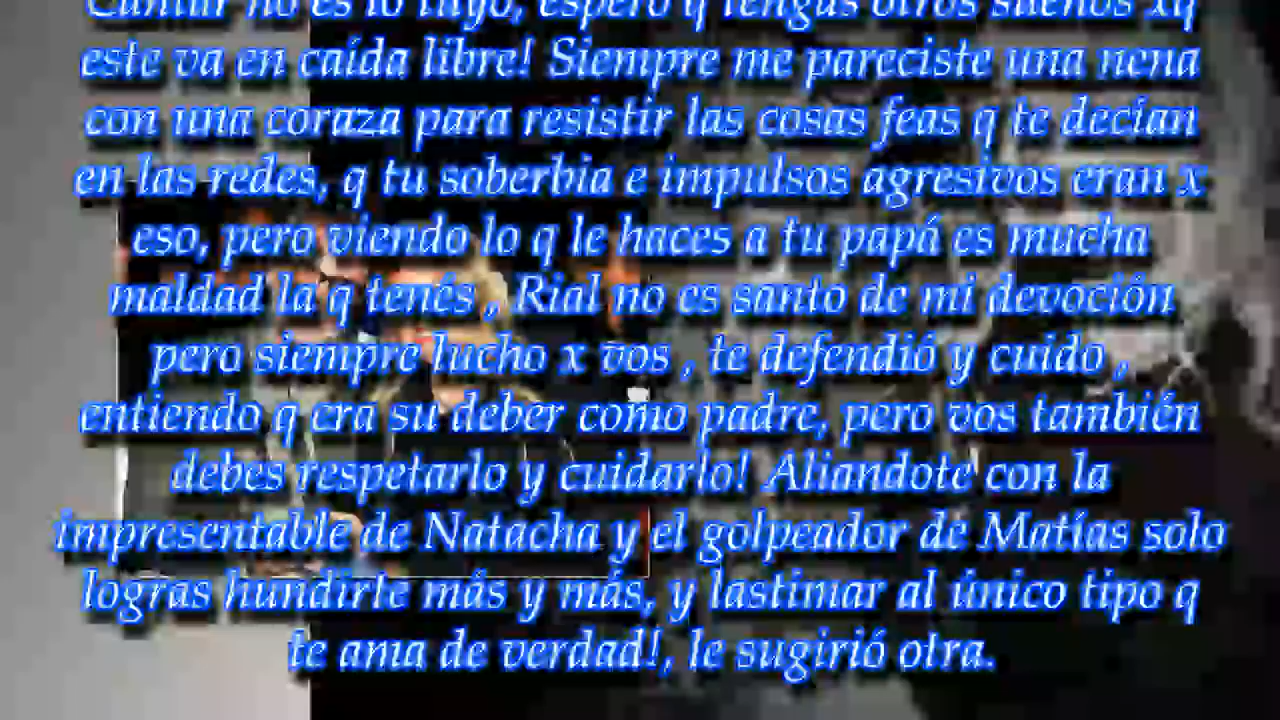 Cantar no es lo tuyo, espero q tengas otros sueños xq
este va en caída libre! Siempre me pareciste una nena
con una coraza para resistir las cosas feas q te decían
en las redes, q tu soberbia e impulsos agresivos eran x
eso, pero viendo lo q le haces a tu papá es mucha
maldad la q tenés , Rial no es santo de mi devoción
pero siempre lucho x vos , te defendió y cuido ,
entiendo q era su deber como padre, pero vos también
debes respetarlo y cuidarlo! Aliandote con la
impresentable de Natacha y el golpeador de Matías solo
logras hundirte más y más, y lastimar al único tipo q
te ama de verdad!, le sugirió otra.